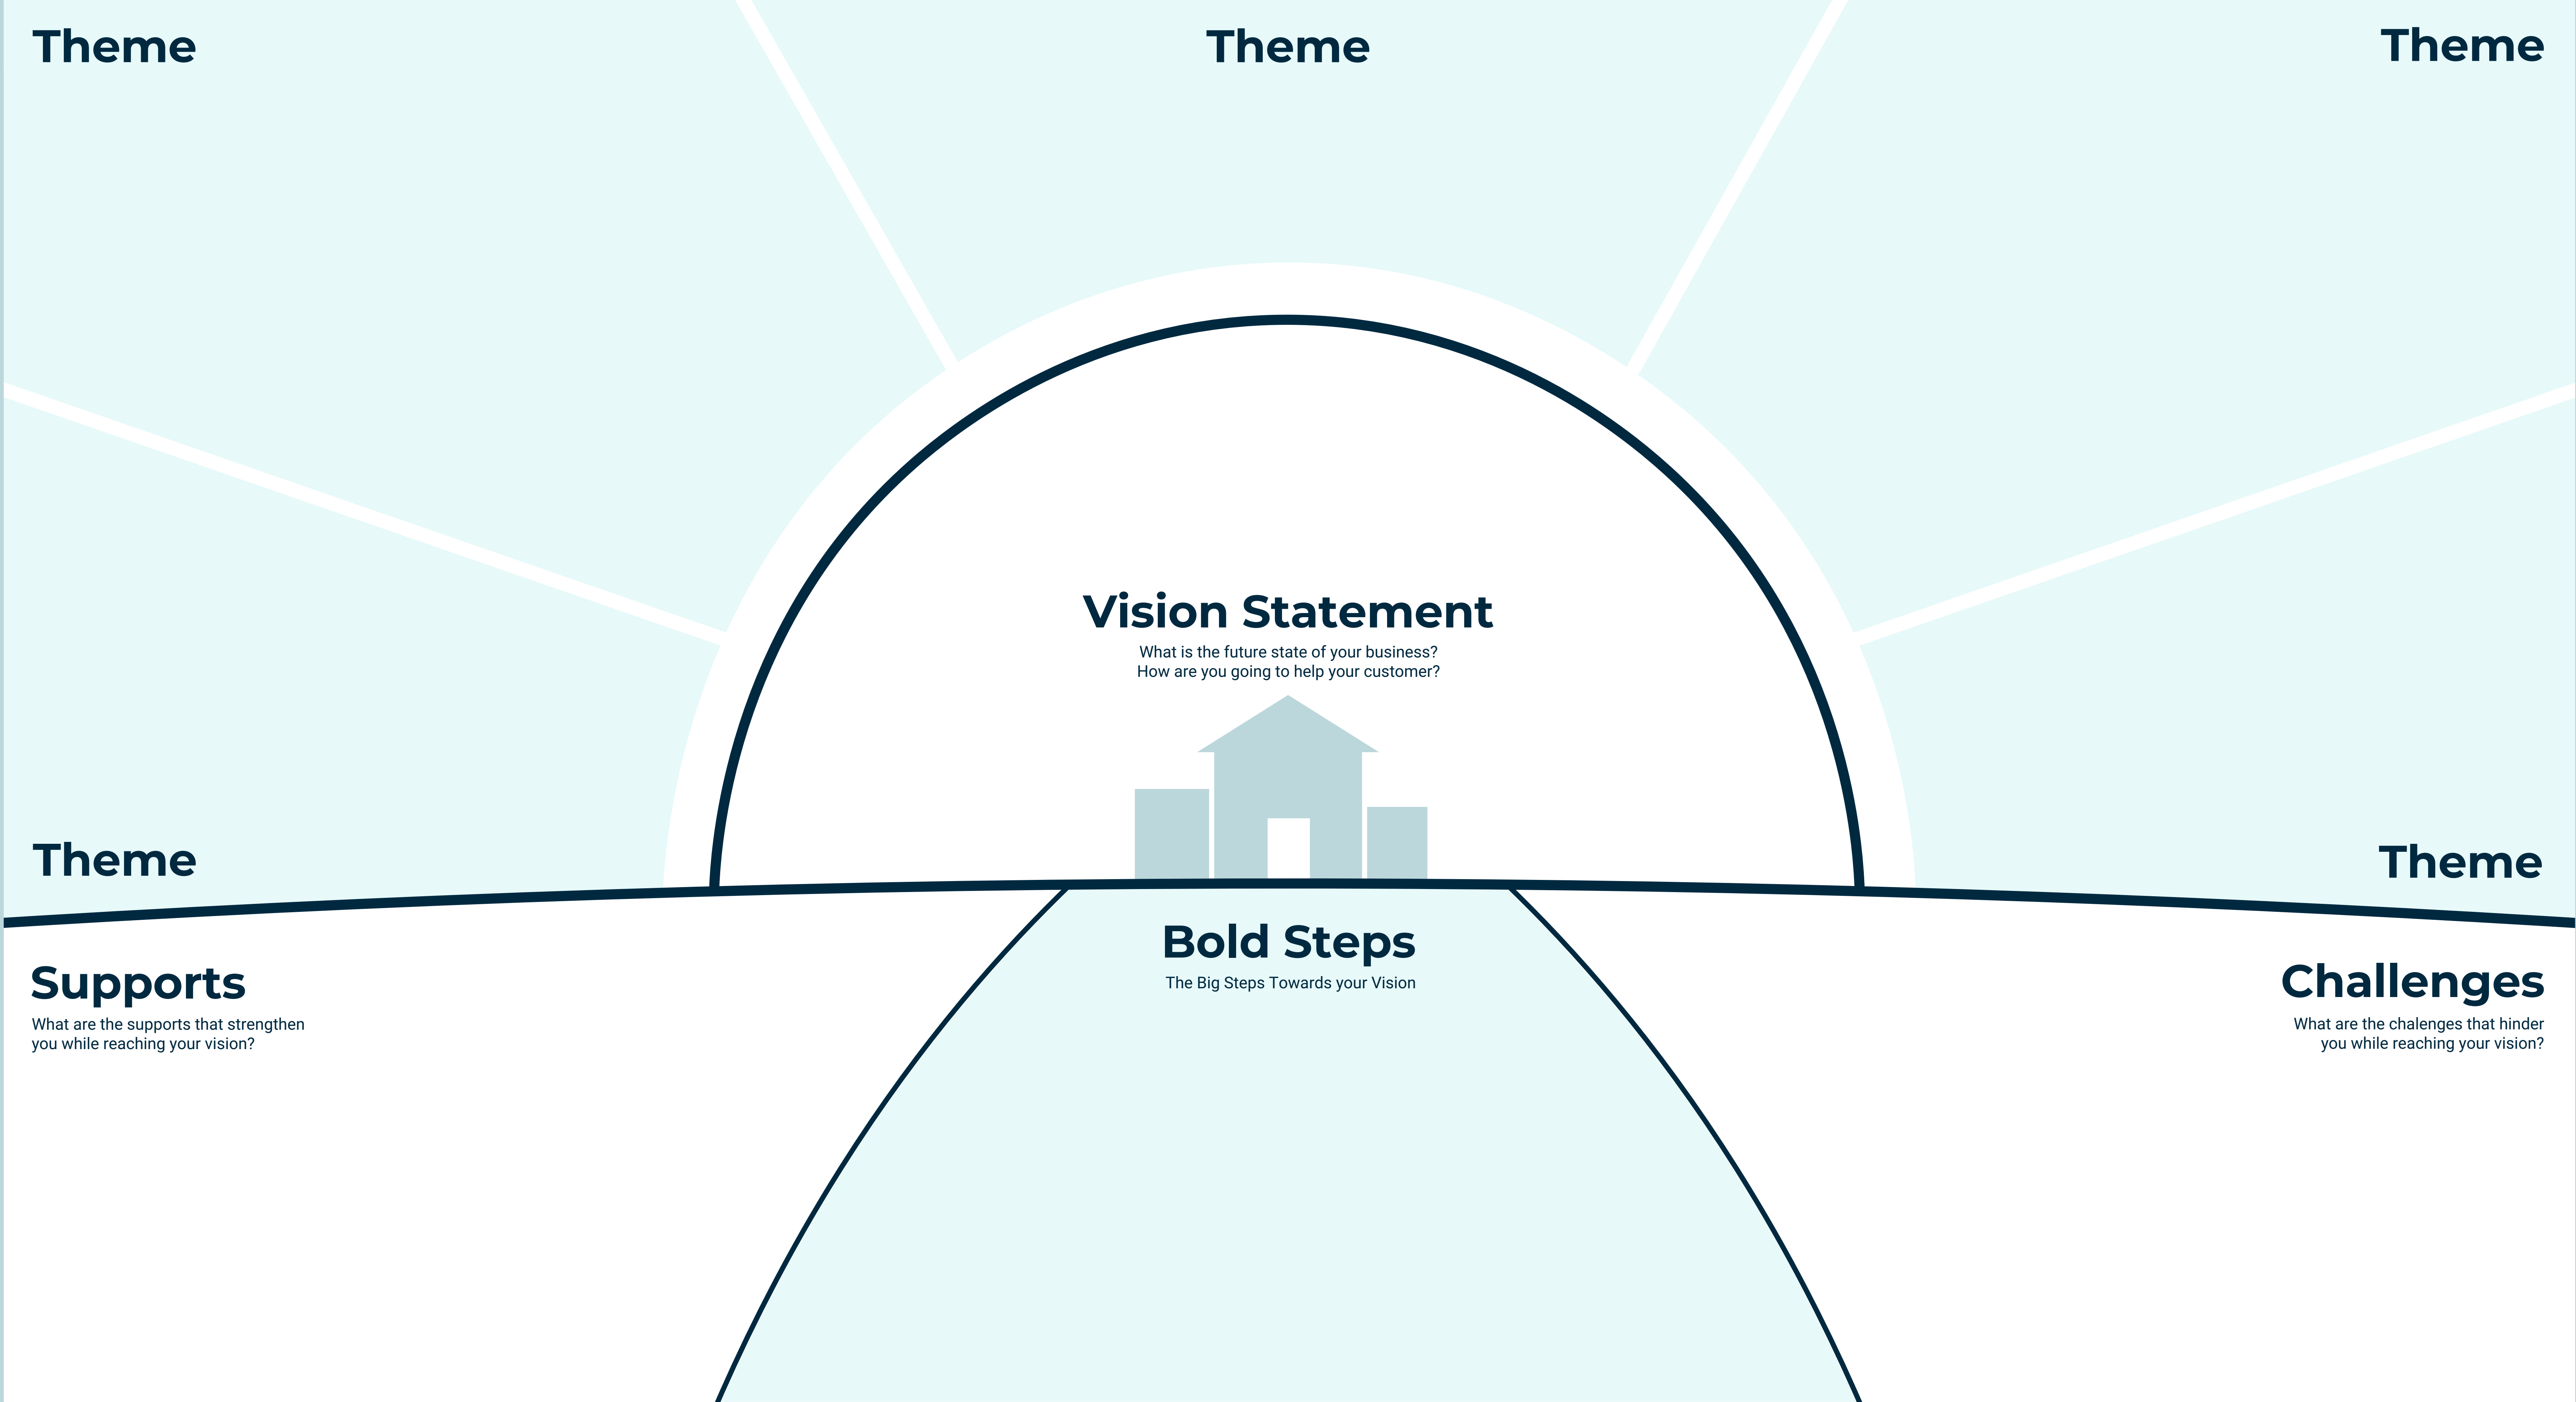 Theme
Theme
Theme
Vision Statement
What is the future state of your business?
How are you going to help your customer?
Theme
Theme
Bold Steps
The Big Steps Towards your Vision
Supports
What are the supports that strengthen
you while reaching your vision?
Challenges
What are the chalenges that hinder
you while reaching your vision?